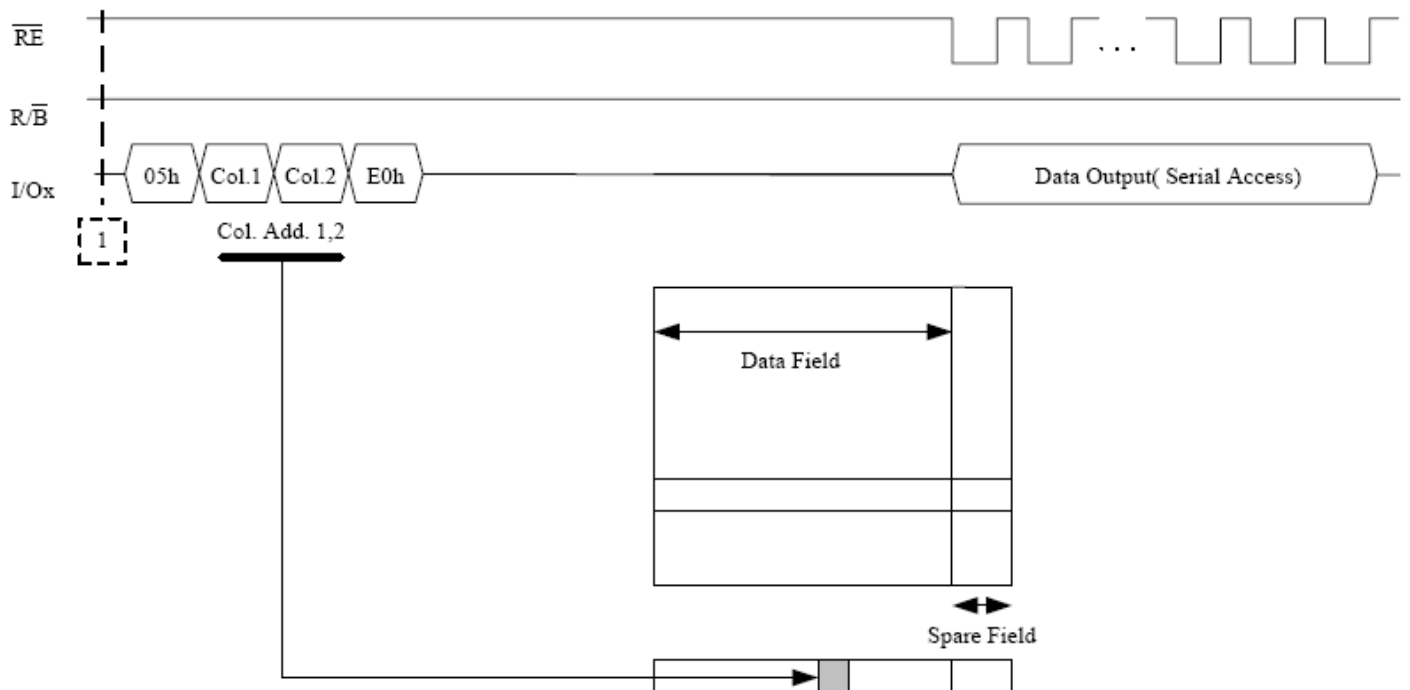 R̅E̅
. . .
R/B̅
I/Ox
05h
Col.1
Col.2
E0h
Data Output( Serial Access)
1
Col. Add. 1,2
Data Field
Spare Field